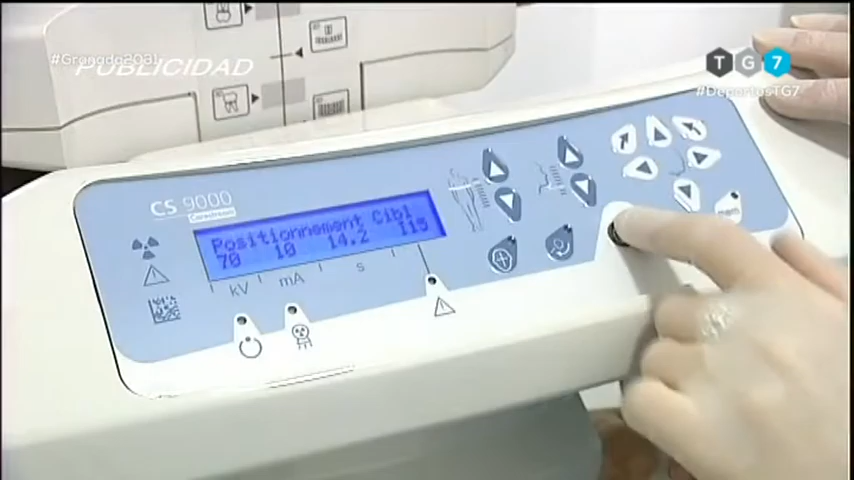 #Granada2031
PUBLICIDAD
TG7
#DeportesTG7
CS 9000
Carestream
Positionnement Cibl
70 10 14.2 115
kV mA s